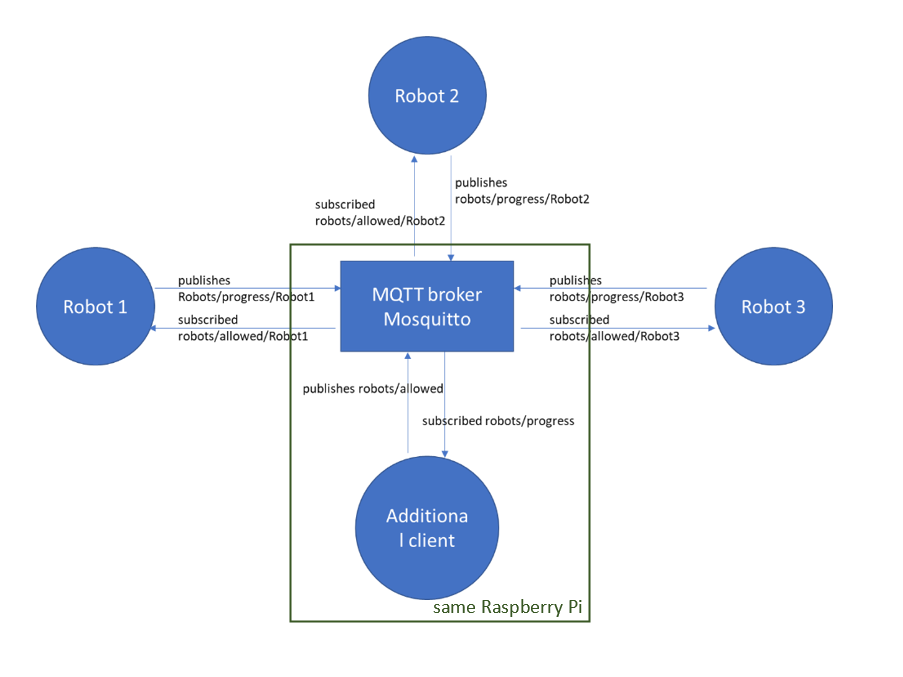 Robot 2
publishes
robots/progress/Robot2
subscribed
robots/allowed/Robot2
Robot 1
publishes
Robots/progress/Robot1
subscribed
robots/allowed/Robot1
MQTT broker
Mosquitto
publishes
robots/progress/Robot3
subscribed
robots/allowed/Robot3
Robot 3
publishes robots/allowed
subscribed robots/progress
Additiona
l client
same Raspberry Pi